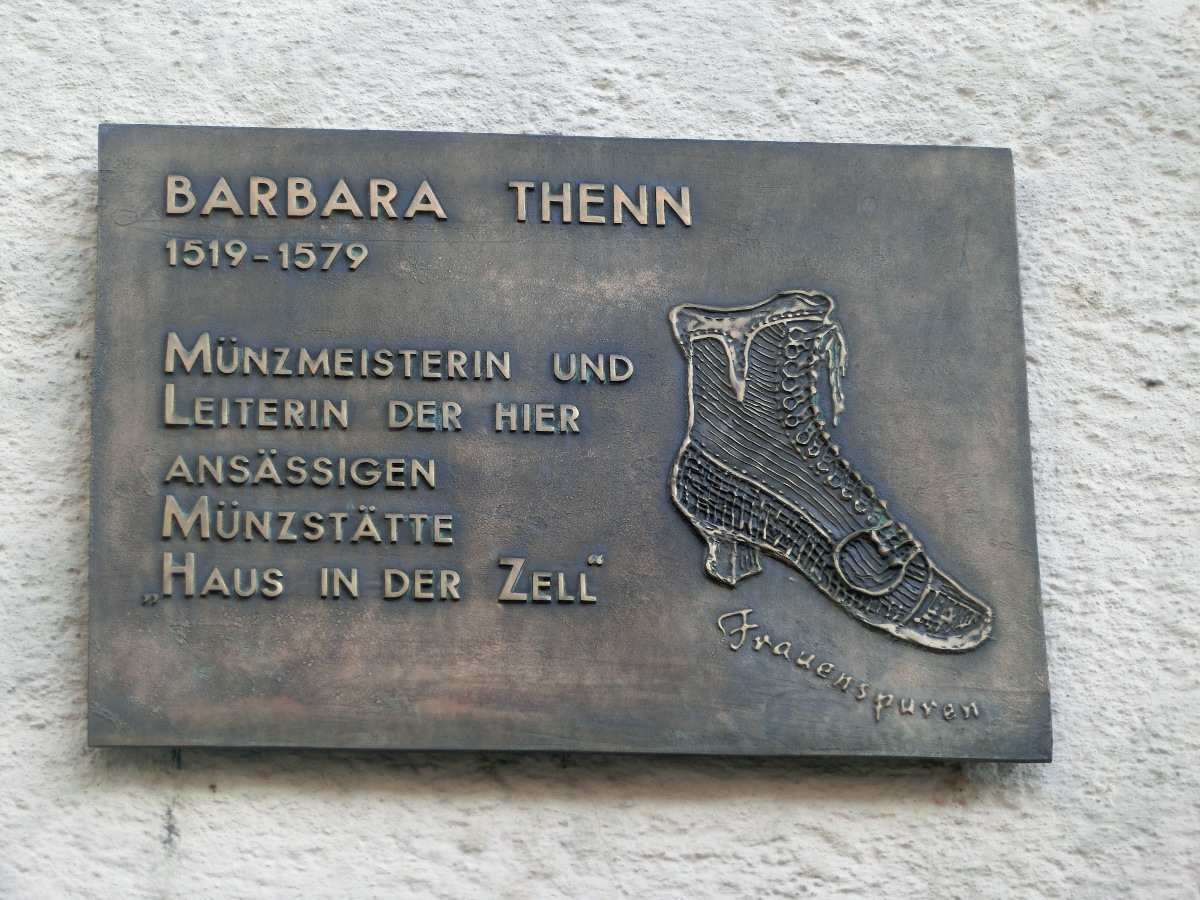 BARBARA THENN
1519-1579
MÜNZMEISTERIN UND
LEITERIN DER HIER
ANSÄSSIGEN
MÜNZSTÄTTE
„HAUS IN DER ZELL“
Frauenspuren